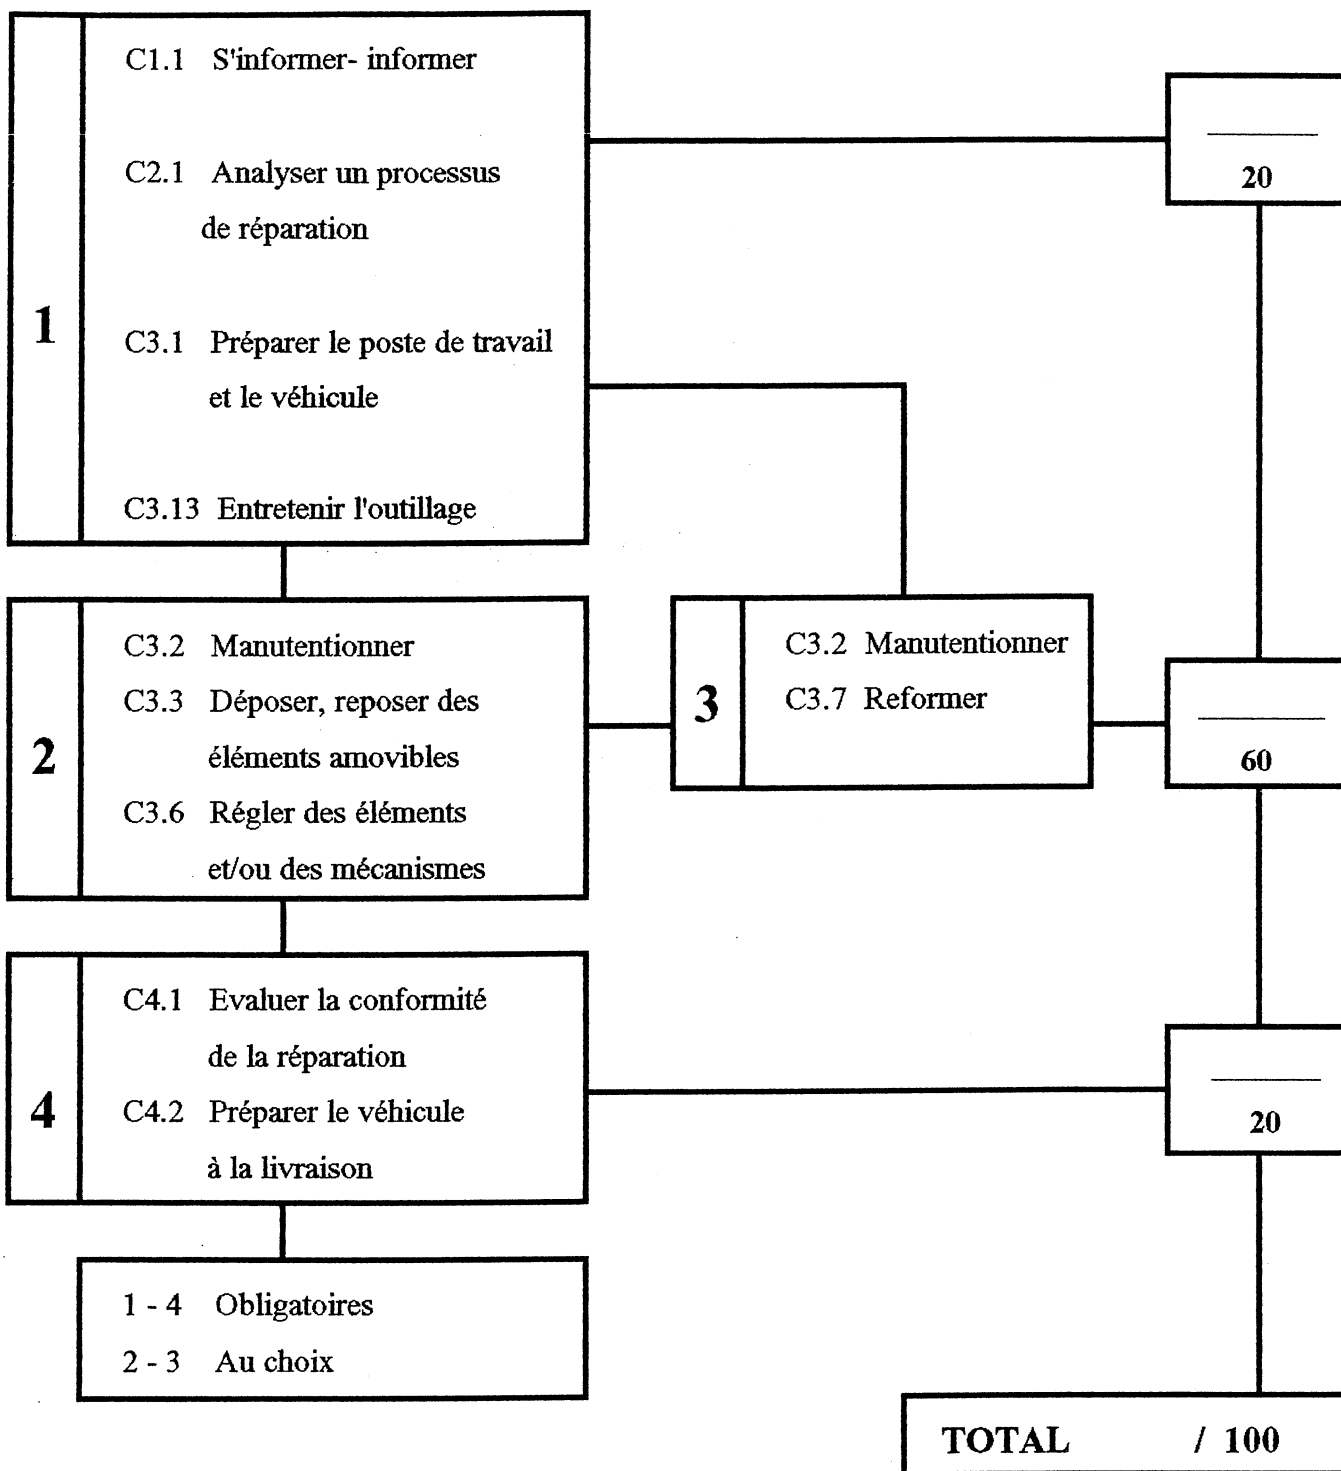 1
C1.1 S'informer- informer
C2.1 Analyser un processus
de réparation
C3.1 Préparer le poste de travail
et le véhicule
C3.13 Entretenir l'outillage
20
2
C3.2 Manutentionner
C3.3 Déposer, reposer des
éléments amovibles
C3.6 Régler des éléments
et/ou des mécanismes
3
C3.2 Manutentionner
C3.7 Reformer
60
4
C4.1 Evaluer la conformité
de la réparation
C4.2 Préparer le véhicule
à la livraison
20
1 - 4 Obligatoires
2 - 3 Au choix
TOTAL / 100